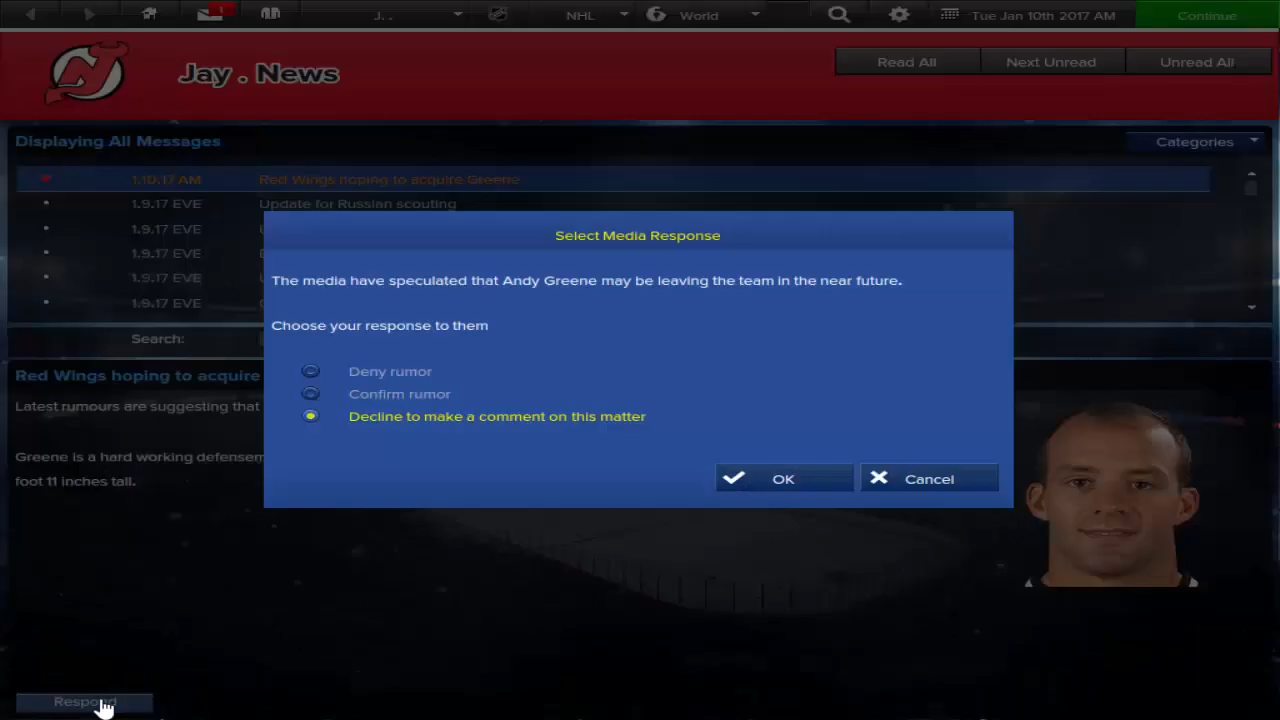 J. .
NHL
World
Tue Jan 10th 2017 AM
Continue
Jay . News
Read All
Next Unread
Unread All
Displaying All Messages
Categories
1.10.17 AM Red Wings hoping to acquire Greene
1.9.17 EVE Update for Russian scouting
1.9.17 EVE
1.9.17 EVE
1.9.17 EVE
1.9.17 EVE
Select Media Response
The media have speculated that Andy Greene may be leaving the team in the near future.
Choose your response to them
Deny rumor
Confirm rumor
Decline to make a comment on this matter
OK
Cancel
Search:
Red Wings hoping to acquire
Latest rumours are suggesting that
Greene is a hard working defensem
foot 11 inches tall.
Respond